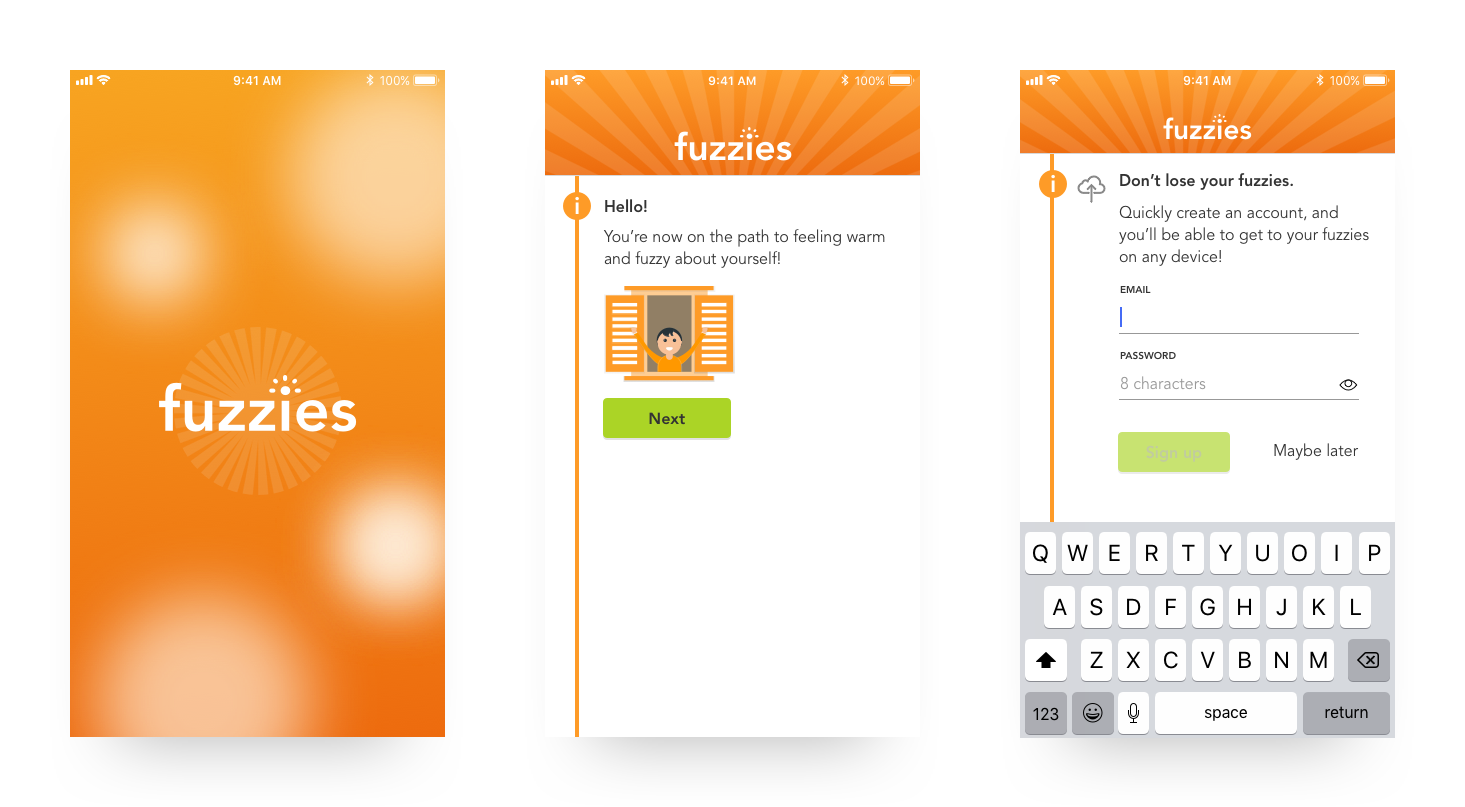 9:41 AM 100%
fuzzies
9:41 AM 100%
fuzzies
Hello!
You’re now on the path to feeling warm
and fuzzy about yourself!
Next
9:41 AM 100%
fuzzies
Don’t lose your fuzzies.
Quickly create an account, and
you’ll be able to get to your fuzzies
on any device!
EMAIL
PASSWORD
8 characters
Sign up Maybe later
Q W E R T Y U O I P
A S D F G H J K L
Z X C V B N M
123 space return